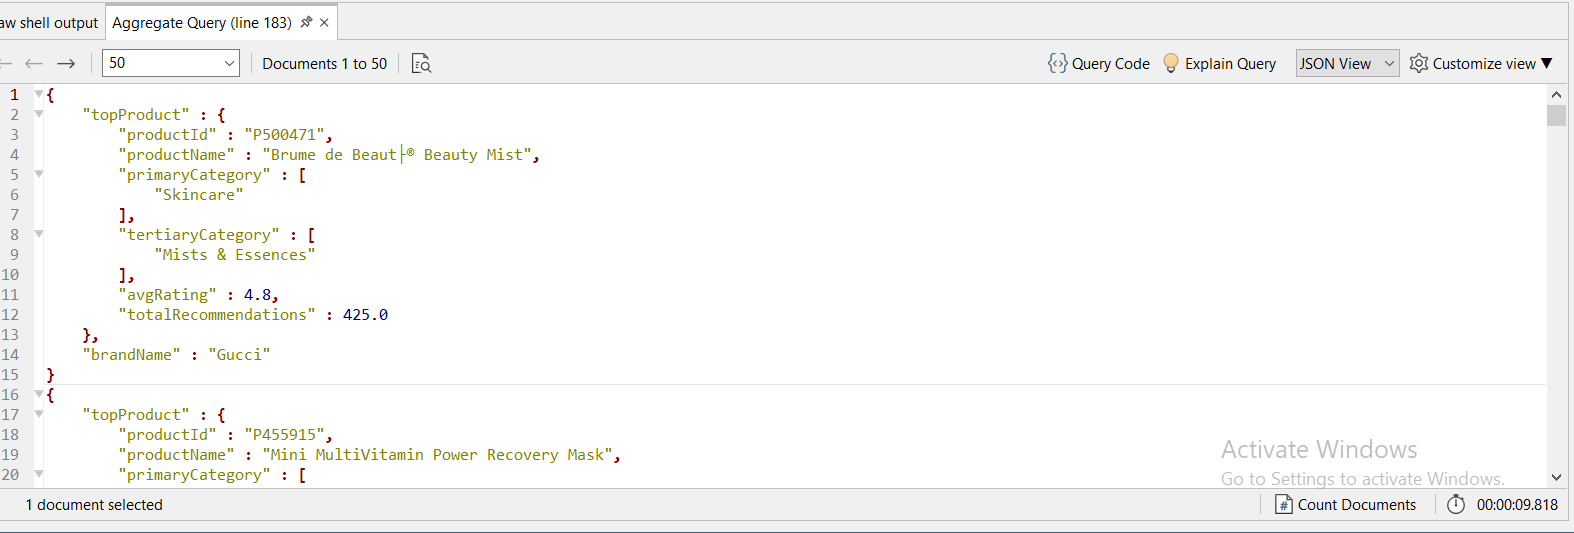 aw shell output Aggregate Query (line 183)
50 Documents 1 to 50 Query Code Explain Query JSON View Customize view
1 {
2 "topProduct" : {
3 "productId" : "P500471",
4 "productName" : "Brume de Beaut├® Beauty Mist",
5 "primaryCategory" : [
6 "Skincare"
7 ],
8 "tertiaryCategory" : [
9 "Mists & Essences"
10 ],
11 "avgRating" : 4.8,
12 "totalRecommendations" : 425.0
13 },
14 "brandName" : "Gucci"
15 }
16 {
17 "topProduct" : {
18 "productId" : "P455915",
19 "productName" : "Mini MultiVitamin Power Recovery Mask",
20 "primaryCategory" : [
Activate Windows
Go to Settings to activate Windows.
1 document selected Count Documents 00:00:09.818